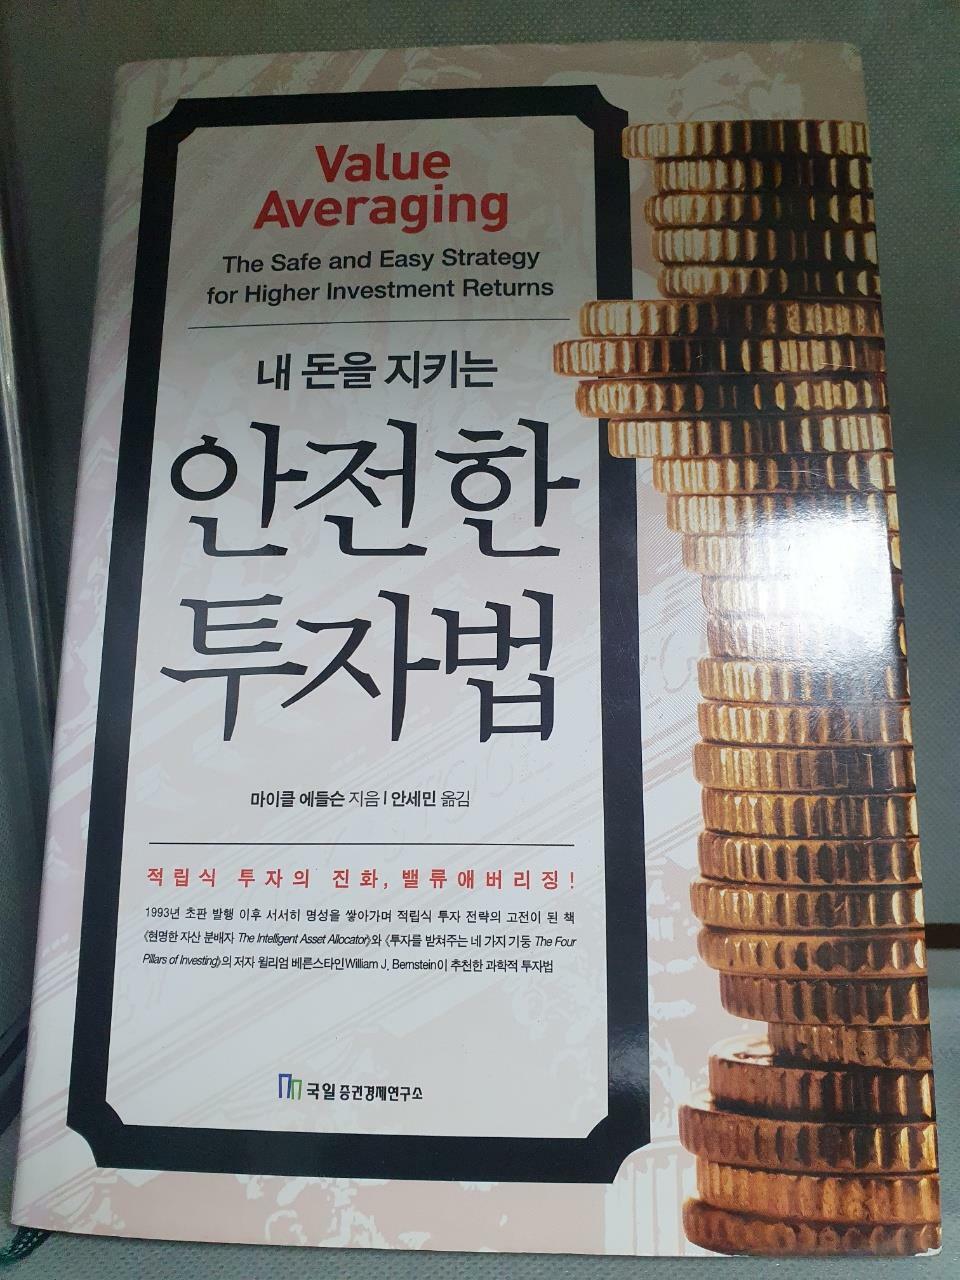 Value
Averaging
The Safe and Easy Strategy
for Higher Investment Returns
내 돈을 지키는
안전한
투자법
마이클 에들슨 지음 | 안세민 옮김
적립식 투자의 진화, 밸류애버리징!
1993년 초판 발행 이후 서서히 명성을 쌓아가며 적립식 투자 전략의 고전이 된 책
《현명한 자산 분배자 The Intelligent Asset Allocator》와 《투자를 받쳐주는 네 가지 기둥 The Four
Pillars of Investing》의 저자 윌리엄 베른스타인William J. Bernstein이 추천한 과학적 투자법
국일증권경제연구소